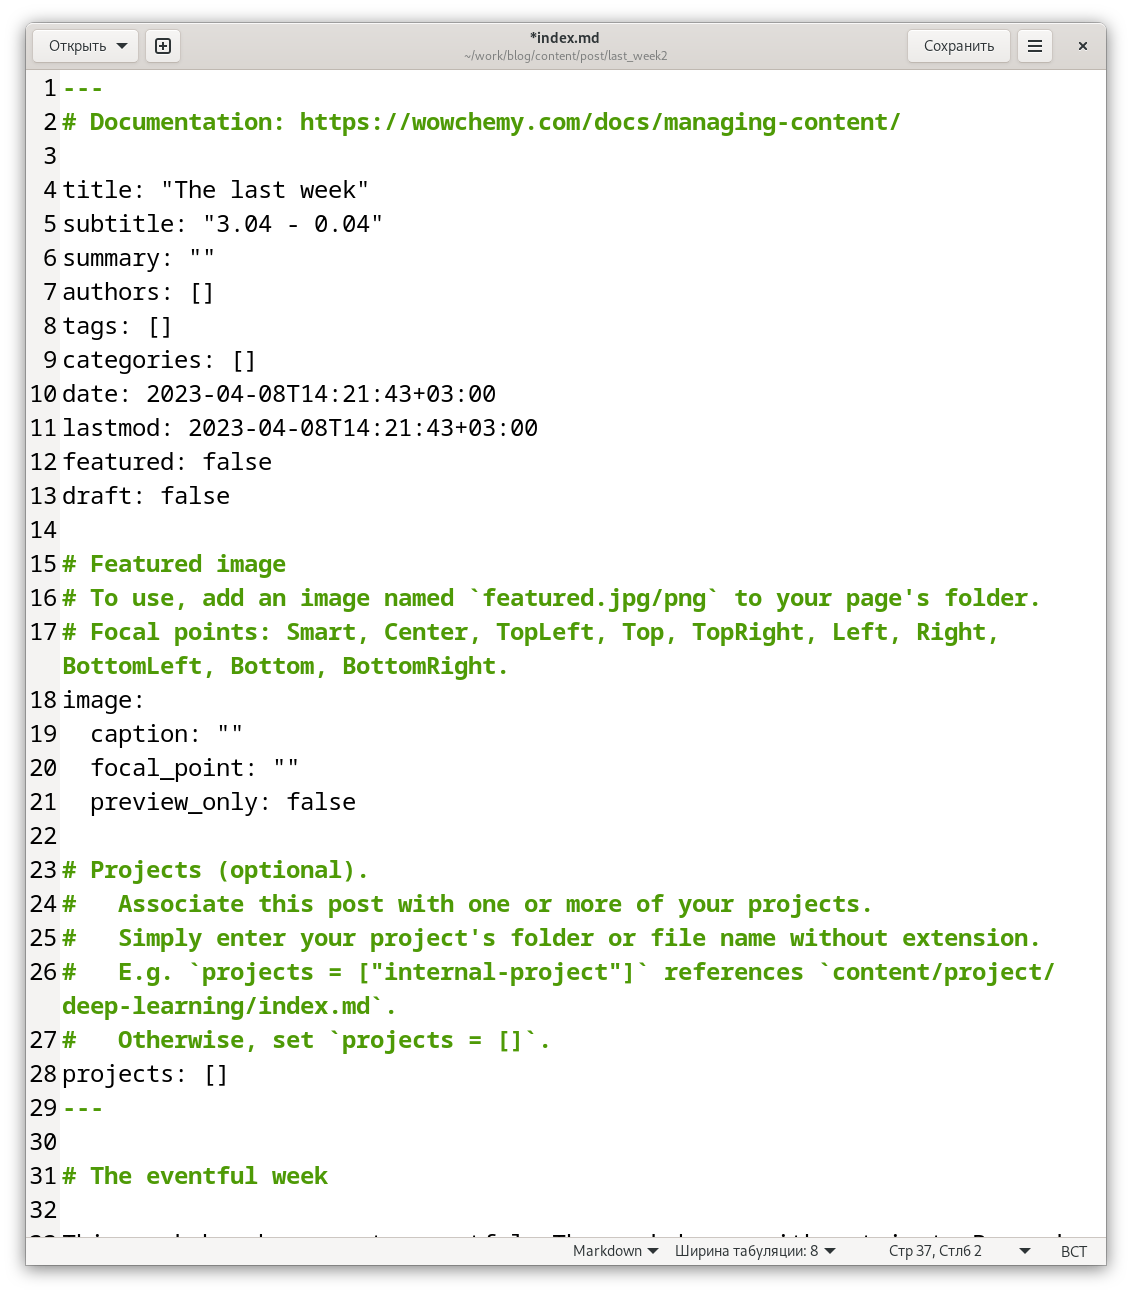 Открыть
*index.md
~/work/blog/content/post/last_week2
Сохранить
1 ---
2 # Documentation: https://wowchemy.com/docs/managing-content/
3
4 title: "The last week"
5 subtitle: "3.04 - 0.04"
6 summary: ""
7 authors: []
8 tags: []
9 categories: []
10 date: 2023-04-08T14:21:43+03:00
11 lastmod: 2023-04-08T14:21:43+03:00
12 featured: false
13 draft: false
14
15 # Featured image
16 # To use, add an image named `featured.jpg/png` to your page's folder.
17 # Focal points: Smart, Center, TopLeft, Top, TopRight, Left, Right,
BottomLeft, Bottom, BottomRight.
18 image:
19   caption: ""
20   focal_point: ""
21   preview_only: false
22
23 # Projects (optional).
24 #   Associate this post with one or more of your projects.
25 #   Simply enter your project's folder or file name without extension.
26 #   E.g. `projects = ["internal-project"]` references `content/project/
deep-learning/index.md`.
27 #   Otherwise, set `projects = []`.
28 projects: []
29 ---
30
31 # The eventful week
32
Markdown
Ширина табуляции: 8
Стр 37, Стлб 2
ВСТ